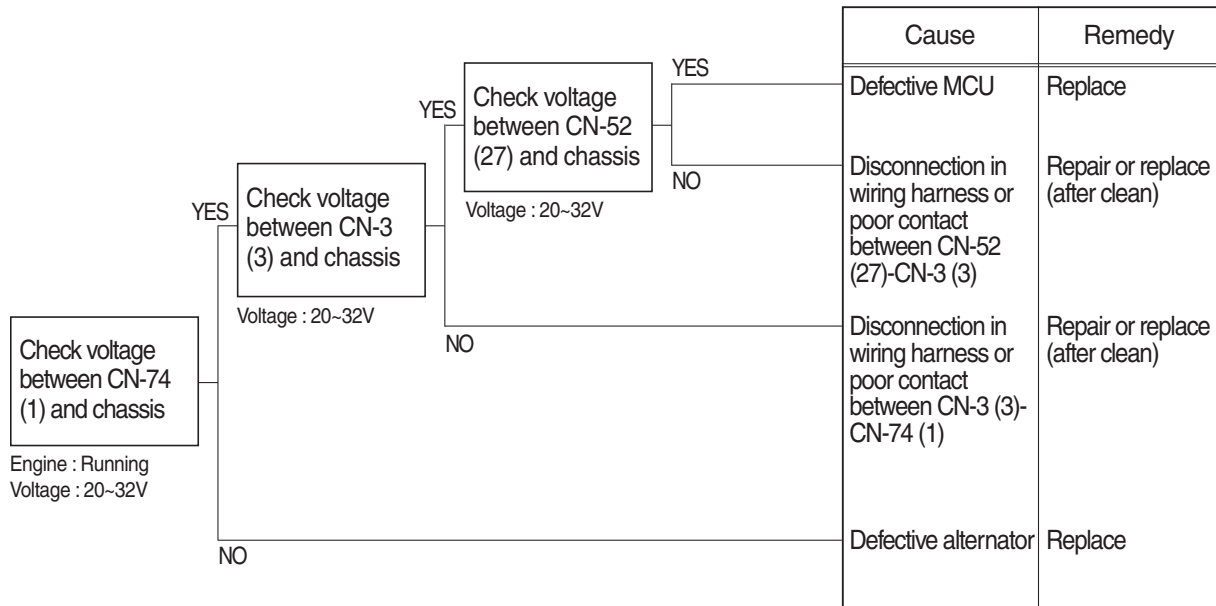 Cause
Remedy
YES
Defective MCU
Replace
YES
Check voltage
between CN-52
(27) and chassis
NO
Voltage : 20~32V
Disconnection in
wiring harness or
poor contact
between CN-52
(27)-CN-3 (3)
Repair or replace
(after clean)
YES
Check voltage
between CN-3
(3) and chassis
Voltage : 20~32V
NO
Disconnection in
wiring harness or
poor contact
between CN-3 (3)-
CN-74 (1)
Repair or replace
(after clean)
Check voltage
between CN-74
(1) and chassis
Engine : Running
Voltage : 20~32V
NO
Defective alternator
Replace